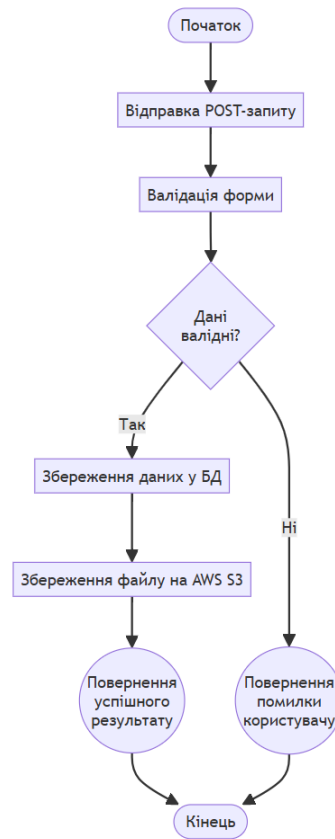 Початок
Відправка POST-запиту
Валідація форми
Дані
валідні?
Так
Збереження даних у БД
Ні
Збереження файлу на AWS S3
Повернення
успішного
результату
Повернення
помилки
користувачу
Кінець